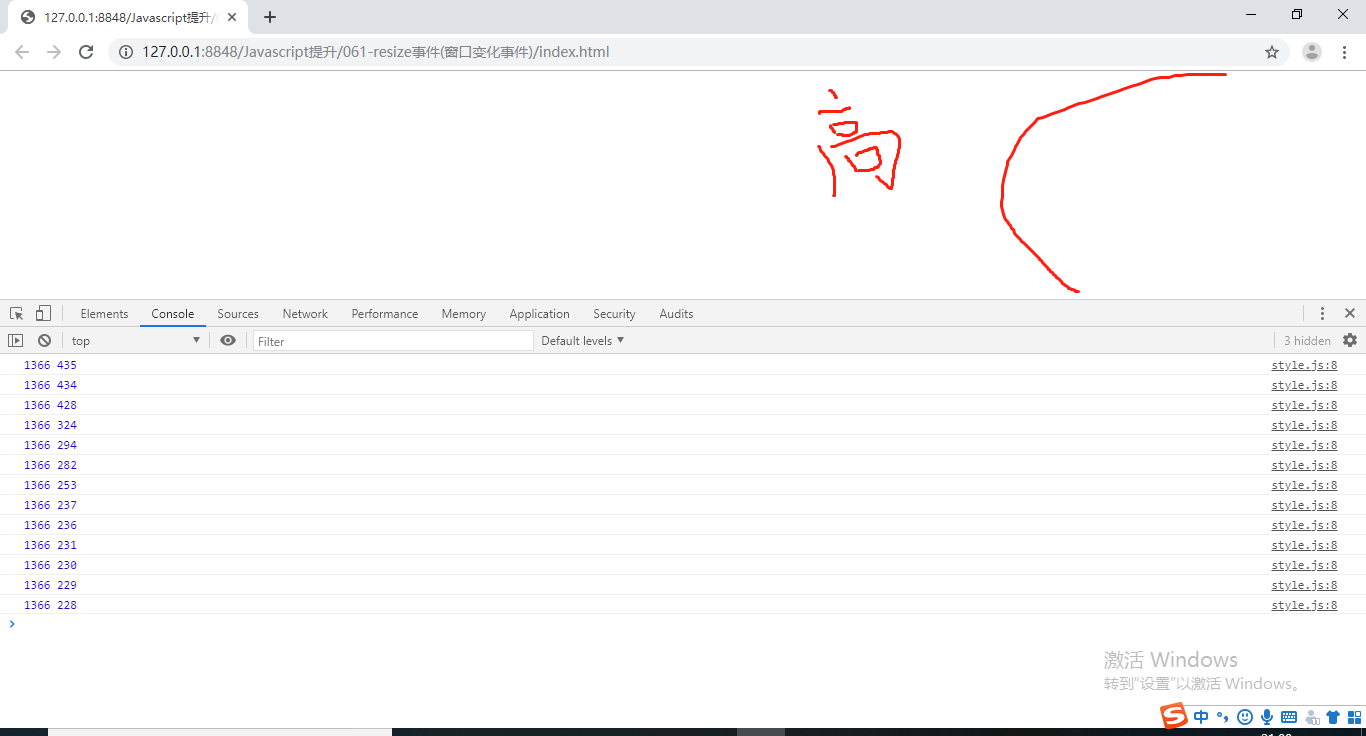 127.0.0.1:8848/Javascript提升/
127.0.0.1:8848/Javascript提升/061-resize事件(窗口变化事件)/index.html
高
Elements Console Sources Network Performance Memory Application Security Audits
top Filter Default levels 3 hidden
1366 435 style.js:8
1366 434 style.js:8
1366 428 style.js:8
1366 324 style.js:8
1366 294 style.js:8
1366 282 style.js:8
1366 253 style.js:8
1366 237 style.js:8
1366 236 style.js:8
1366 231 style.js:8
1366 230 style.js:8
1366 229 style.js:8
1366 228 style.js:8
激活 Windows
转到"设置"以激活 Windows。
中